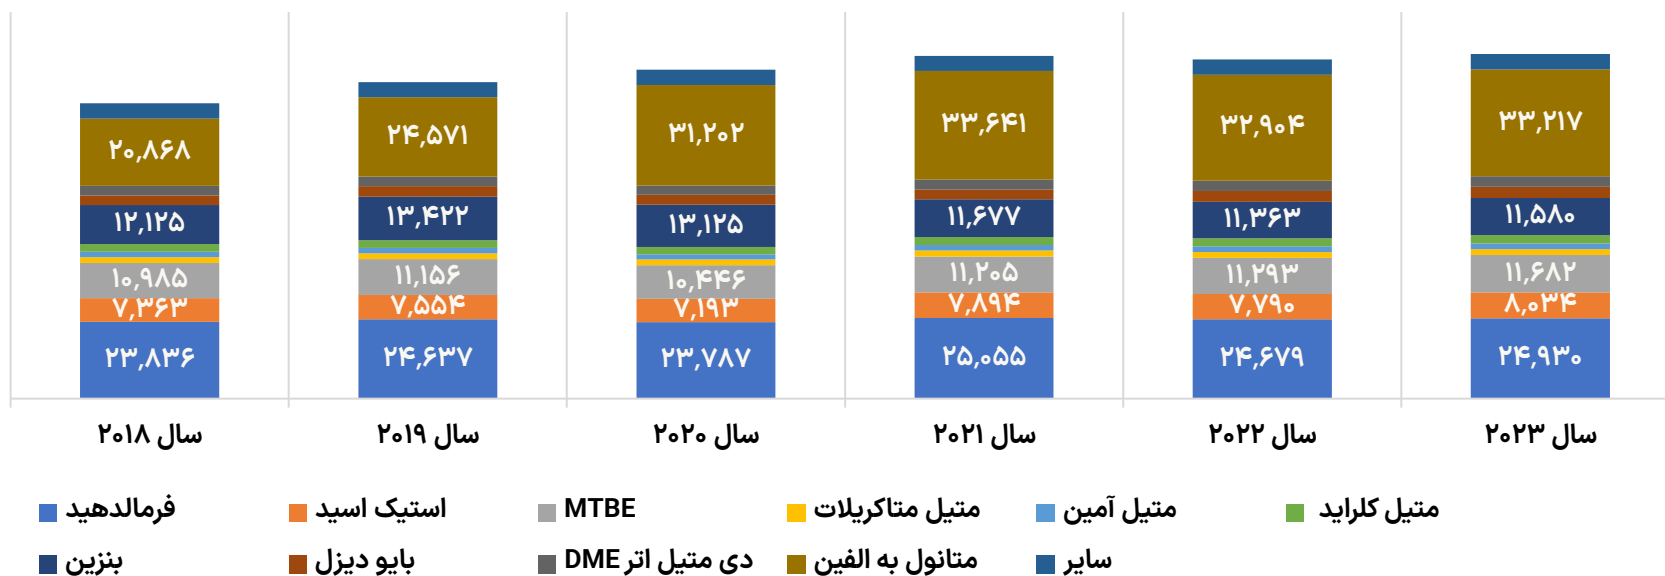 ۲۰,۸۶۸ ۲۴,۵۷۱ ۳۱,۲۰۲ ۳۳,۶۴۱ ۳۲,۹۰۴ ۳۳,۲۱۷
۱۲,۱۲۵ ۱۳,۴۲۲ ۱۳,۱۲۵ ۱۱,۶۷۷ ۱۱,۳۶۳ ۱۱,۵۸۰
۱۰,۹۸۵ ۱۱,۱۵۶ ۱۰,۴۴۶ ۱۱,۲۰۵ ۱۱,۲۹۳ ۱۱,۶۸۲
۷,۳۶۳ ۷,۵۵۴ ۷,۱۹۳ ۷,۸۹۴ ۷,۷۹۰ ۸,۰۳۴
۲۳,۸۳۶ ۲۴,۶۳۷ ۲۳,۷۸۷ ۲۵,۰۵۵ ۲۴,۶۷۹ ۲۴,۹۳۰
سال ۲۰۱۸ سال ۲۰۱۹ سال ۲۰۲۰ سال ۲۰۲۱ سال ۲۰۲۲ سال ۲۰۲۳
فرمالدهید استیک اسید MTBE متیل متاکریلات متیل آمین متیل کلراید
بنزین بایو دیزل دی متیل اتر DME متانول به الفین سایر